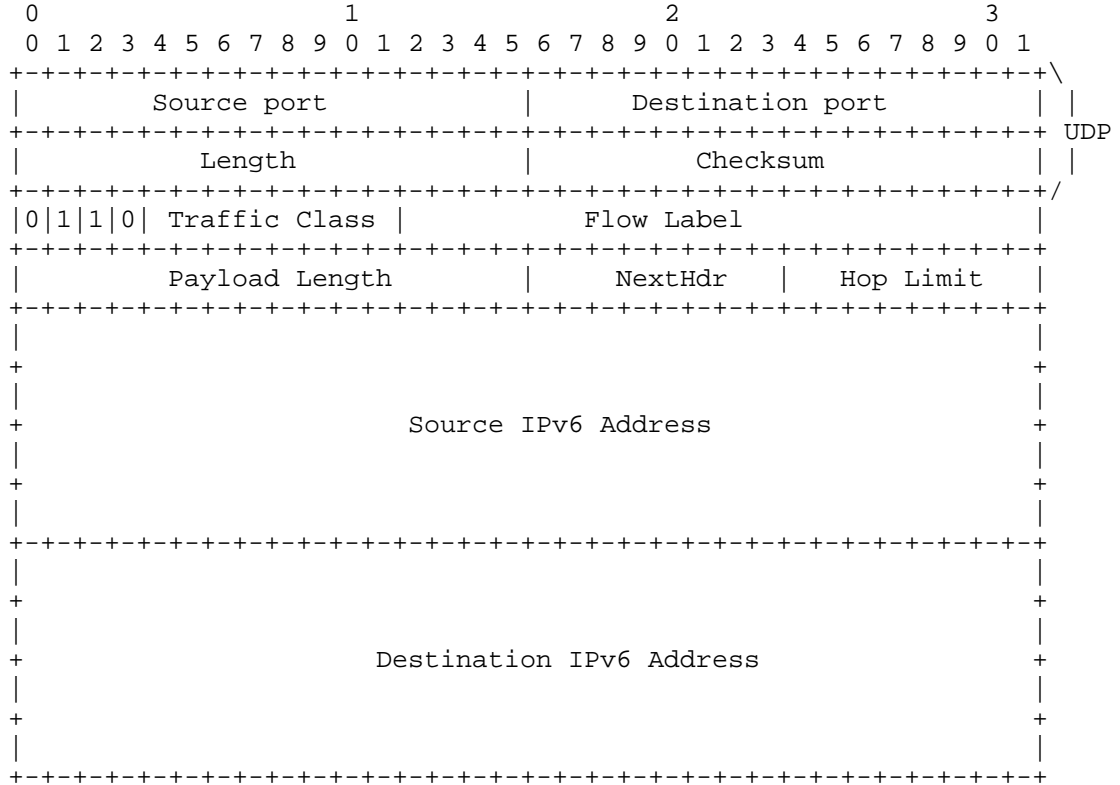 0                   1                   2                   3
0 1 2 3 4 5 6 7 8 9 0 1 2 3 4 5 6 7 8 9 0 1 2 3 4 5 6 7 8 9 0 1
+-+-+-+-+-+-+-+-+-+-+-+-+-+-+-+-+-+-+-+-+-+-+-+-+-+-+-+-+-+-+-+-+\
|        Source port            |      Destination port         | |
+-+-+-+-+-+-+-+-+-+-+-+-+-+-+-+-+-+-+-+-+-+-+-+-+-+-+-+-+-+-+-+-+ UDP
|           Length              |          Checksum             | |
+-+-+-+-+-+-+-+-+-+-+-+-+-+-+-+-+-+-+-+-+-+-+-+-+-+-+-+-+-+-+-+-+/
|0|1|1|0| Traffic Class |           Flow Label                  |
+-+-+-+-+-+-+-+-+-+-+-+-+-+-+-+-+-+-+-+-+-+-+-+-+-+-+-+-+-+-+-+-+
|         Payload Length        |     NextHdr   |   Hop Limit   |
+-+-+-+-+-+-+-+-+-+-+-+-+-+-+-+-+-+-+-+-+-+-+-+-+-+-+-+-+-+-+-+-+
|                                                               |
+                                                               +
|                                                               |
+                        Source IPv6 Address                    +
|                                                               |
+                                                               +
|                                                               |
+-+-+-+-+-+-+-+-+-+-+-+-+-+-+-+-+-+-+-+-+-+-+-+-+-+-+-+-+-+-+-+-+
|                                                               |
+                                                               +
|                                                               |
+                      Destination IPv6 Address                 +
|                                                               |
+                                                               +
|                                                               |
+-+-+-+-+-+-+-+-+-+-+-+-+-+-+-+-+-+-+-+-+-+-+-+-+-+-+-+-+-+-+-+-+